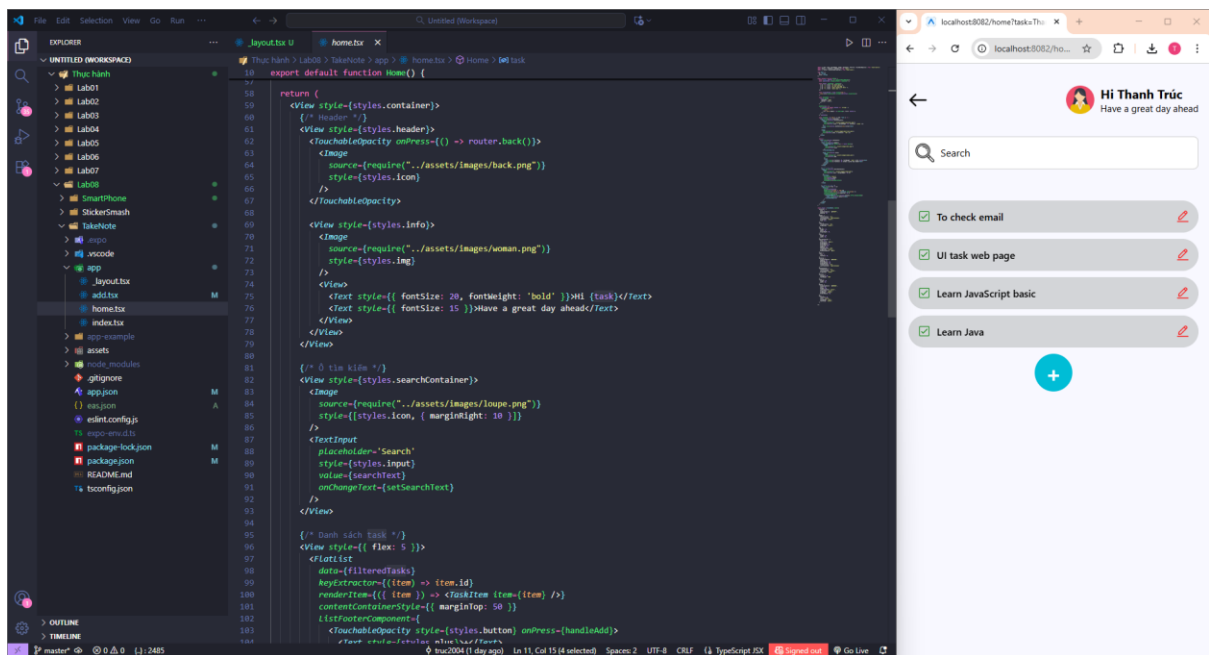 File Edit Selection View Go Run ···
Untitled (Workspace)
EXPLORER ···
UNTITLED (WORKSPACE)
Thực hành
Lab01
Lab02
Lab03
Lab04
Lab05
Lab06
Lab07
Lab08
SmartPhone
StickerSmash
TakeNote
.expo
.vscode
app
_layout.tsx
add.tsx M
home.tsx
index.tsx
app-example
assets
node_modules
.gitignore
app.json M
{} eas.json A
eslint.config.js
TS expo-env.d.ts
package-lock.json M
package.json M
README.md
tsconfig.json
OUTLINE
TIMELINE
_layout.tsx U
home.tsx ×
Thực hành > Lab08 > TakeNote > app > home.tsx > Home > task
10 export default function Home() {
57
58 return (
59 <View style={styles.container}>
60 {/* Header */}
61 <View style={styles.header}>
62 <TouchableOpacity onPress={() => router.back()}>
63 <Image
64 source={require("../assets/images/back.png")}
65 style={styles.icon}
66 />
67 </TouchableOpacity>
68
69 <View style={styles.info}>
70 <Image
71 source={require("../assets/images/woman.png")}
72 style={styles.img}
73 />
74 <View>
75 <Text style={{ fontSize: 20, fontWeight: 'bold' }}>Hi {task}</Text>
76 <Text style={{ fontSize: 15 }}>Have a great day ahead</Text>
77 </View>
78 </View>
79 </View>
80
81 {/* Ô tìm kiếm */}
82 <View style={styles.searchContainer}>
83 <Image
84 source={require("../assets/images/loupe.png")}
85 style={[styles.icon, { marginRight: 10 }]}
86 />
87 <TextInput
88 placeholder='Search'
89 style={styles.input}
90 value={searchText}
91 onChangeText={setSearchText}
92 />
93 </View>
94
95 {/* Danh sách task */}
96 <View style={{ flex: 5 }}>
97 <FlatList
98 data={filteredTasks}
99 keyExtractor={(item) => item.id}
100 renderItem={({ item }) => <TaskItem item={item} />}
101 contentContainerStyle={{ marginTop: 50 }}
102 ListFooterComponent={
103 <TouchableOpacity style={styles.button} onPress={handleAdd}>
104 <Text style={styles.plus}>+</Text>
master* 0 0 {..}: 2485
truc2004 (1 day ago) Ln 11, Col 15 (4 selected) Spaces: 2 UTF-8 CRLF TypeScript JSX Signed out Go Live
localhost:8082/home?task=Tha
localhost:8082/ho...
T
Hi Thanh Trúc
Have a great day ahead
Search
To check email
UI task web page
Learn JavaScript basic
Learn Java
+